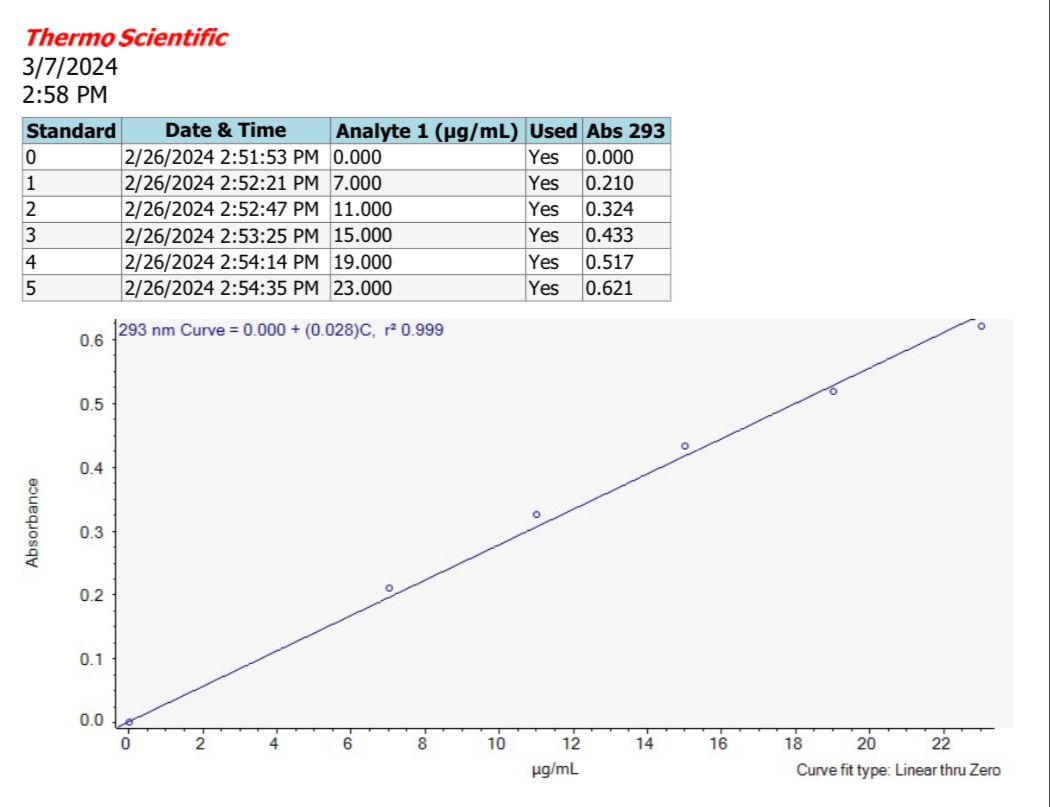 Thermo Scientific
3/7/2024
2:58 PM
Standard Date & Time Analyte 1 (µg/mL) Used Abs 293
0 2/26/2024 2:51:53 PM 0.000 Yes 0.000
1 2/26/2024 2:52:21 PM 7.000 Yes 0.210
2 2/26/2024 2:52:47 PM 11.000 Yes 0.324
3 2/26/2024 2:53:25 PM 15.000 Yes 0.433
4 2/26/2024 2:54:14 PM 19.000 Yes 0.517
5 2/26/2024 2:54:35 PM 23.000 Yes 0.621
293 nm Curve = 0.000 + (0.028)C, r² 0.999
0.6
0.5
0.4
0.3
0.2
0.1
0.0
Absorbance
0 2 4 6 8 10 12 14 16 18 20 22
µg/mL
Curve fit type: Linear thru Zero